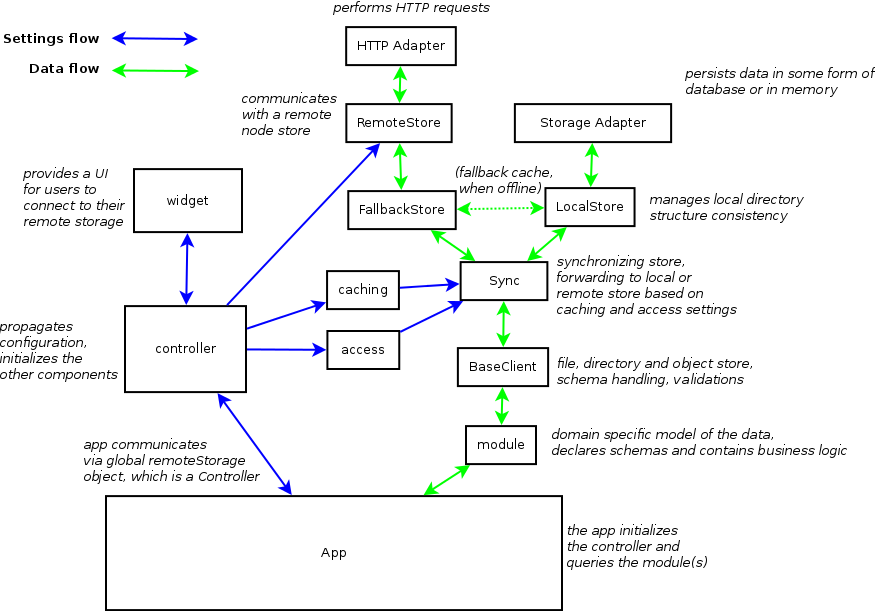 performs HTTP requests
Settings flow
HTTP Adapter
Data flow
persists data in some form of
database or in memory
communicates
with a remote
node store
RemoteStore
Storage Adapter
provides a UI
for users to
connect to their
remote storage
widget
(fallback cache,
when offline)
FallbackStore
LocalStore
manages local directory
structure consistency
synchronizing store,
forwarding to local or
remote store based on
caching and access settings
Sync
caching
propagates
configuration,
initializes the
other components
controller
access
BaseClient
file, directory and object store,
schema handling, validations
app communicates
via global remoteStorage
object, which is a Controller
module
domain specific model of the data,
declares schemas and contains business logic
App
the app initializes
the controller and
queries the module(s)